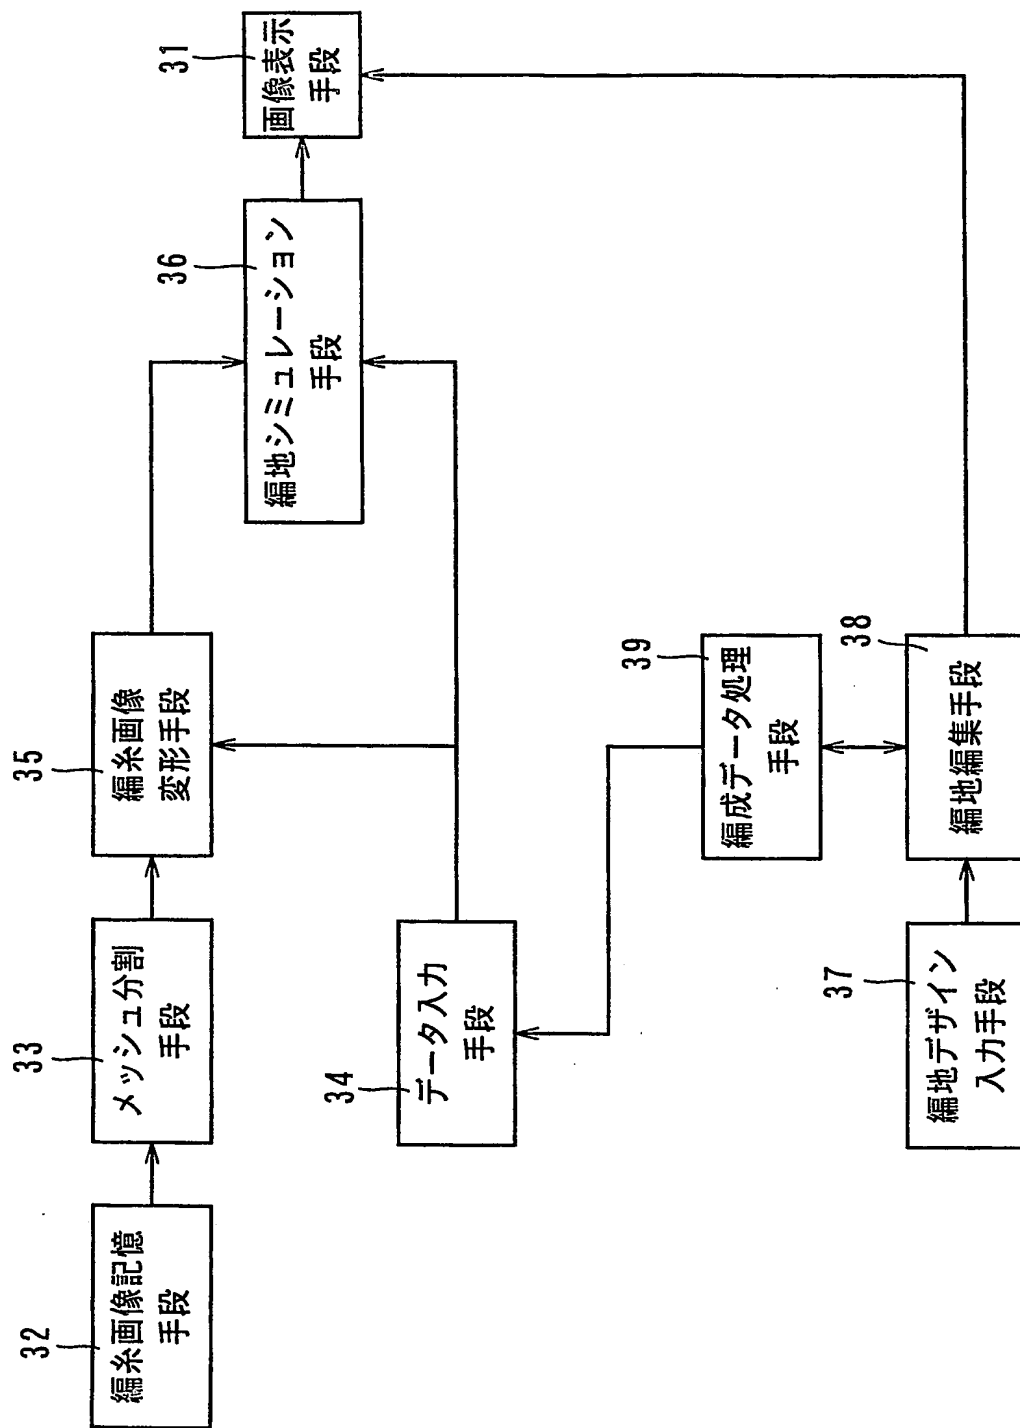 32
編糸画像記憶
手段
33
メッシュ分割
手段
35
編糸画像
変形手段
36
編地シミュレーション
手段
31
画像表示
手段
34
データ入力
手段
39
編成データ処理
手段
37
編地デザイン
入力手段
38
編地編集手段